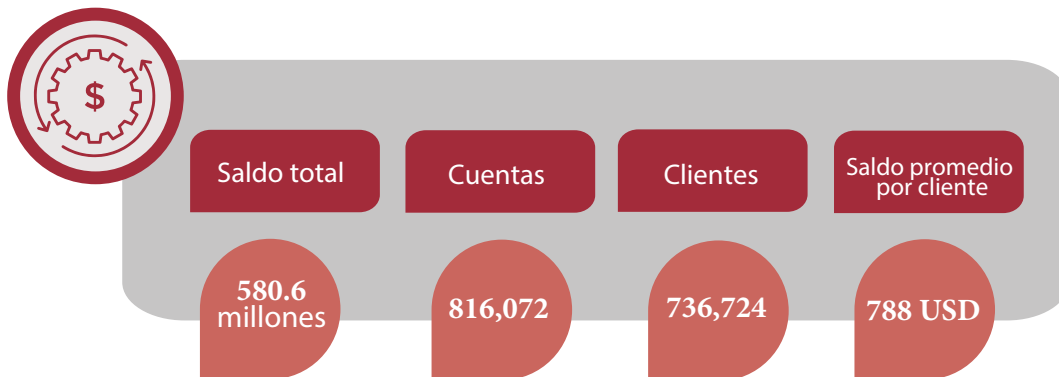 $
Saldo total
Cuentas
Clientes
Saldo promedio
por cliente
580.6
millones
816,072
736,724
788 USD